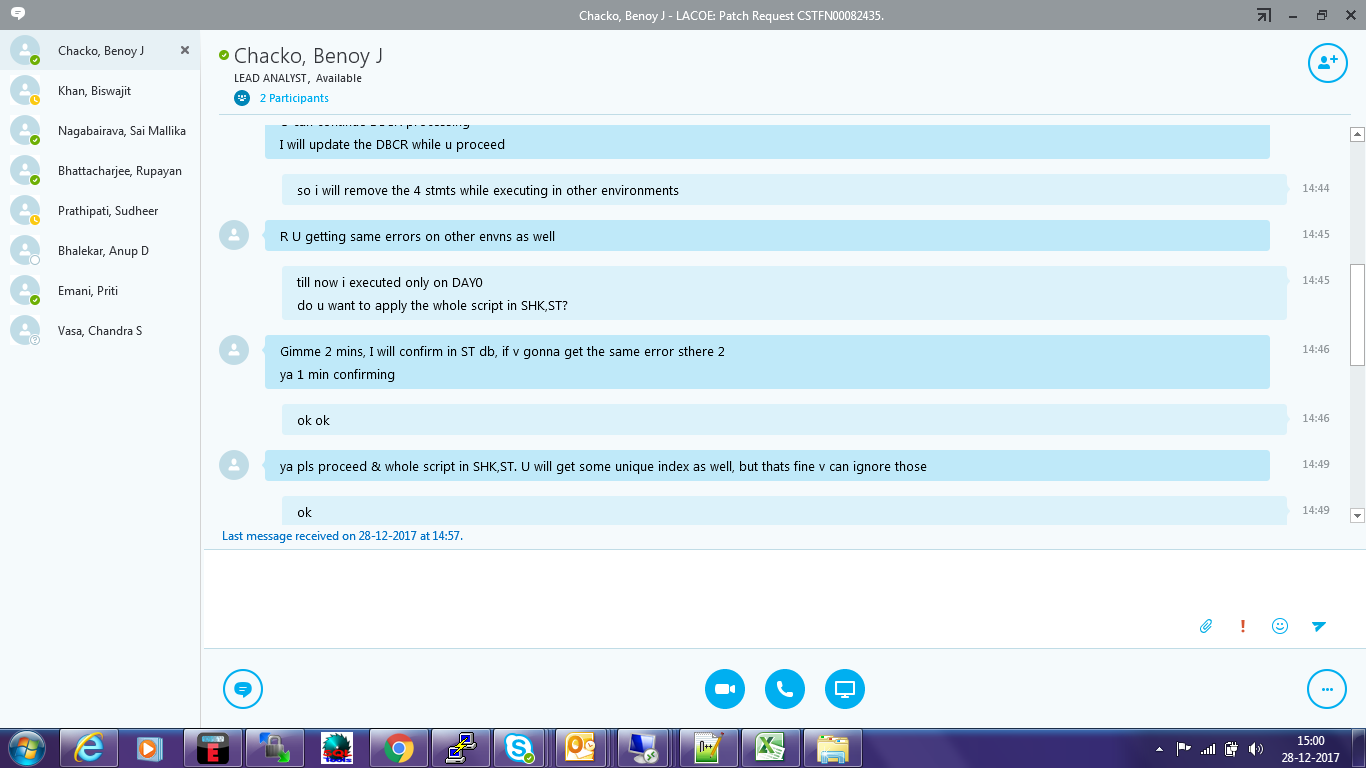 Chacko, Benoy J - LACOE: Patch Request CSTFN00082435.
Chacko, Benoy J
Khan, Biswajit
Nagabairava, Sai Mallika
Bhattacharjee, Rupayan
Prathipati, Sudheer
Bhalekar, Anup D
Emani, Priti
Vasa, Chandra S
Chacko, Benoy J
LEAD ANALYST, Available
2 Participants
I will update the DBCR while u proceed
so i will remove the 4 stmts while executing in other environments
14:44
R U getting same errors on other envns as well
14:45
till now i executed only on DAY0
14:45
do u want to apply the whole script in SHK,ST?
Gimme 2 mins, I will confirm in ST db, if v gonna get the same error sthere 2
14:46
ya 1 min confirming
ok ok
14:46
ya pls proceed & whole script in SHK,ST. U will get some unique index as well, but thats fine v can ignore those
14:49
ok
14:49
Last message received on 28-12-2017 at 14:57.
15:00
28-12-2017